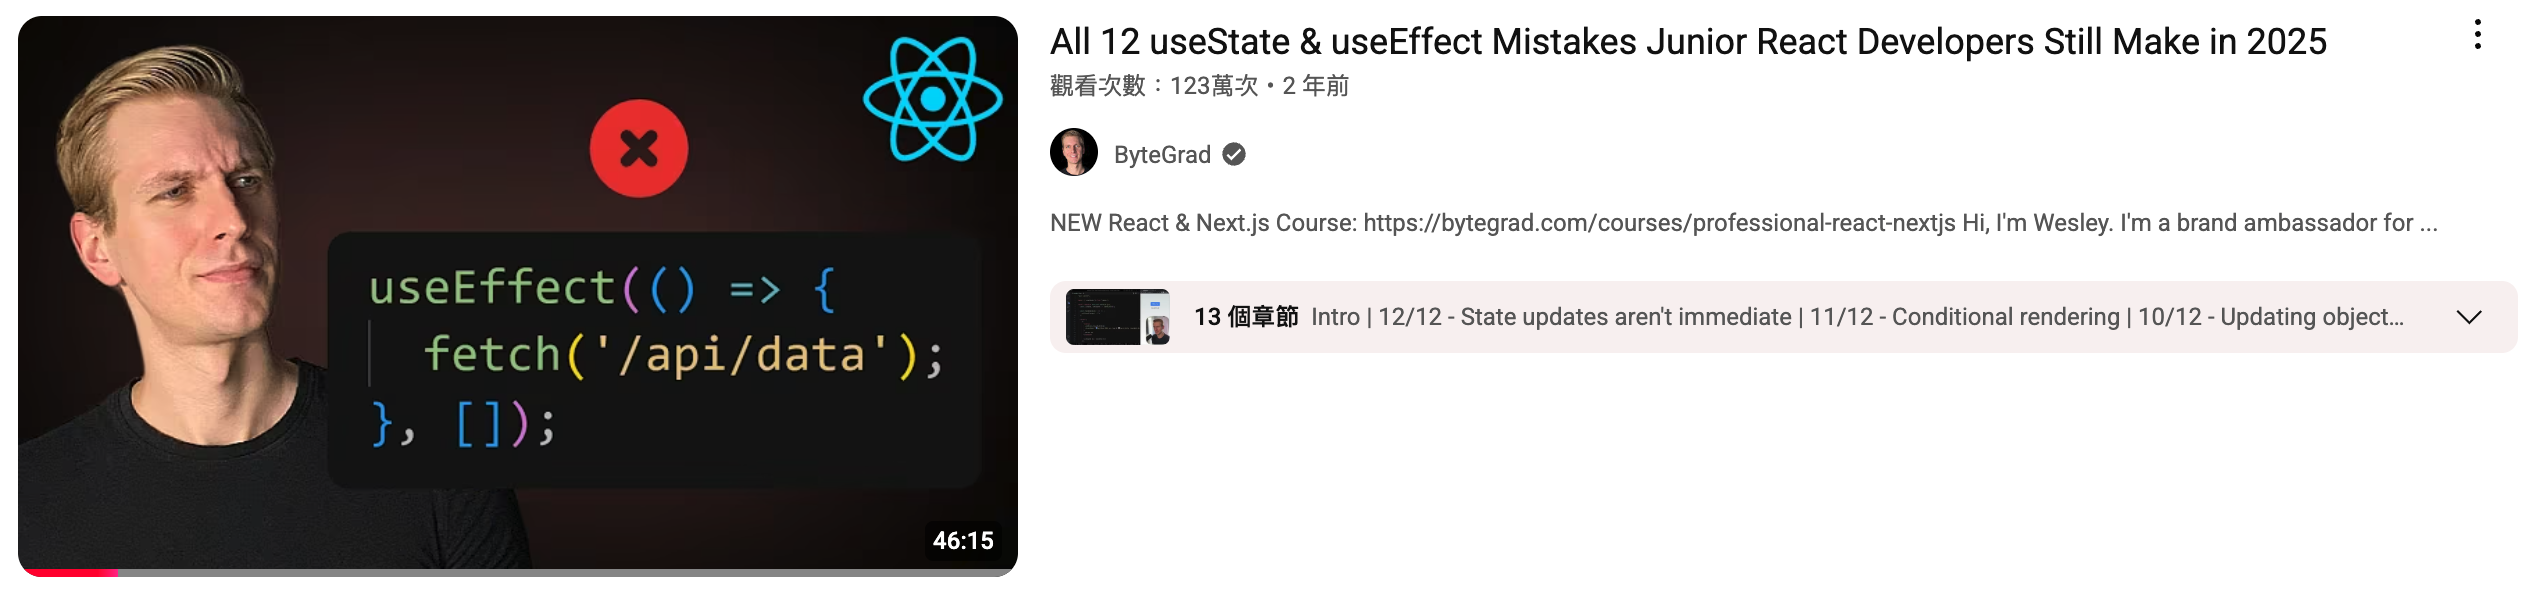 useEffect(() => {
fetch('/api/data');
}, []);
46:15
All 12 useState & useEffect Mistakes Junior React Developers Still Make in 2025
觀看次數：123萬次 • 2 年前
ByteGrad
NEW React & Next.js Course: https://bytegrad.com/courses/professional-react-nextjs Hi, I'm Wesley. I'm a brand ambassador for ...
13 個章節 Intro | 12/12 - State updates aren't immediate | 11/12 - Conditional rendering | 10/12 - Updating object...